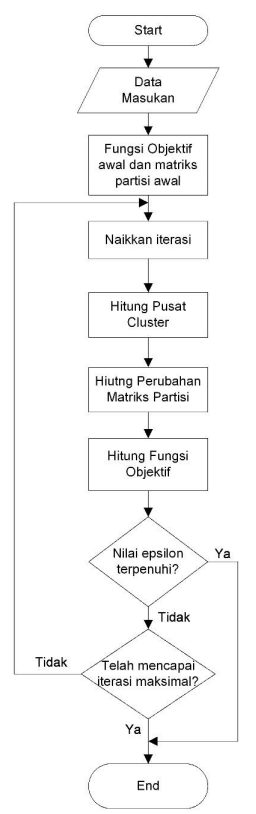 Start
Data
Masukan
Fungsi Objektif
awal dan matriks
partisi awal
Naikkan iterasi
Hitung Pusat
Cluster
Hiutng Perubahan
Matriks Partisi
Hitung Fungsi
Objektif
Nilai epsilon
terpenuhi?
Ya
Tidak
Telah mencapai
iterasi maksimal?
Tidak
Ya
End